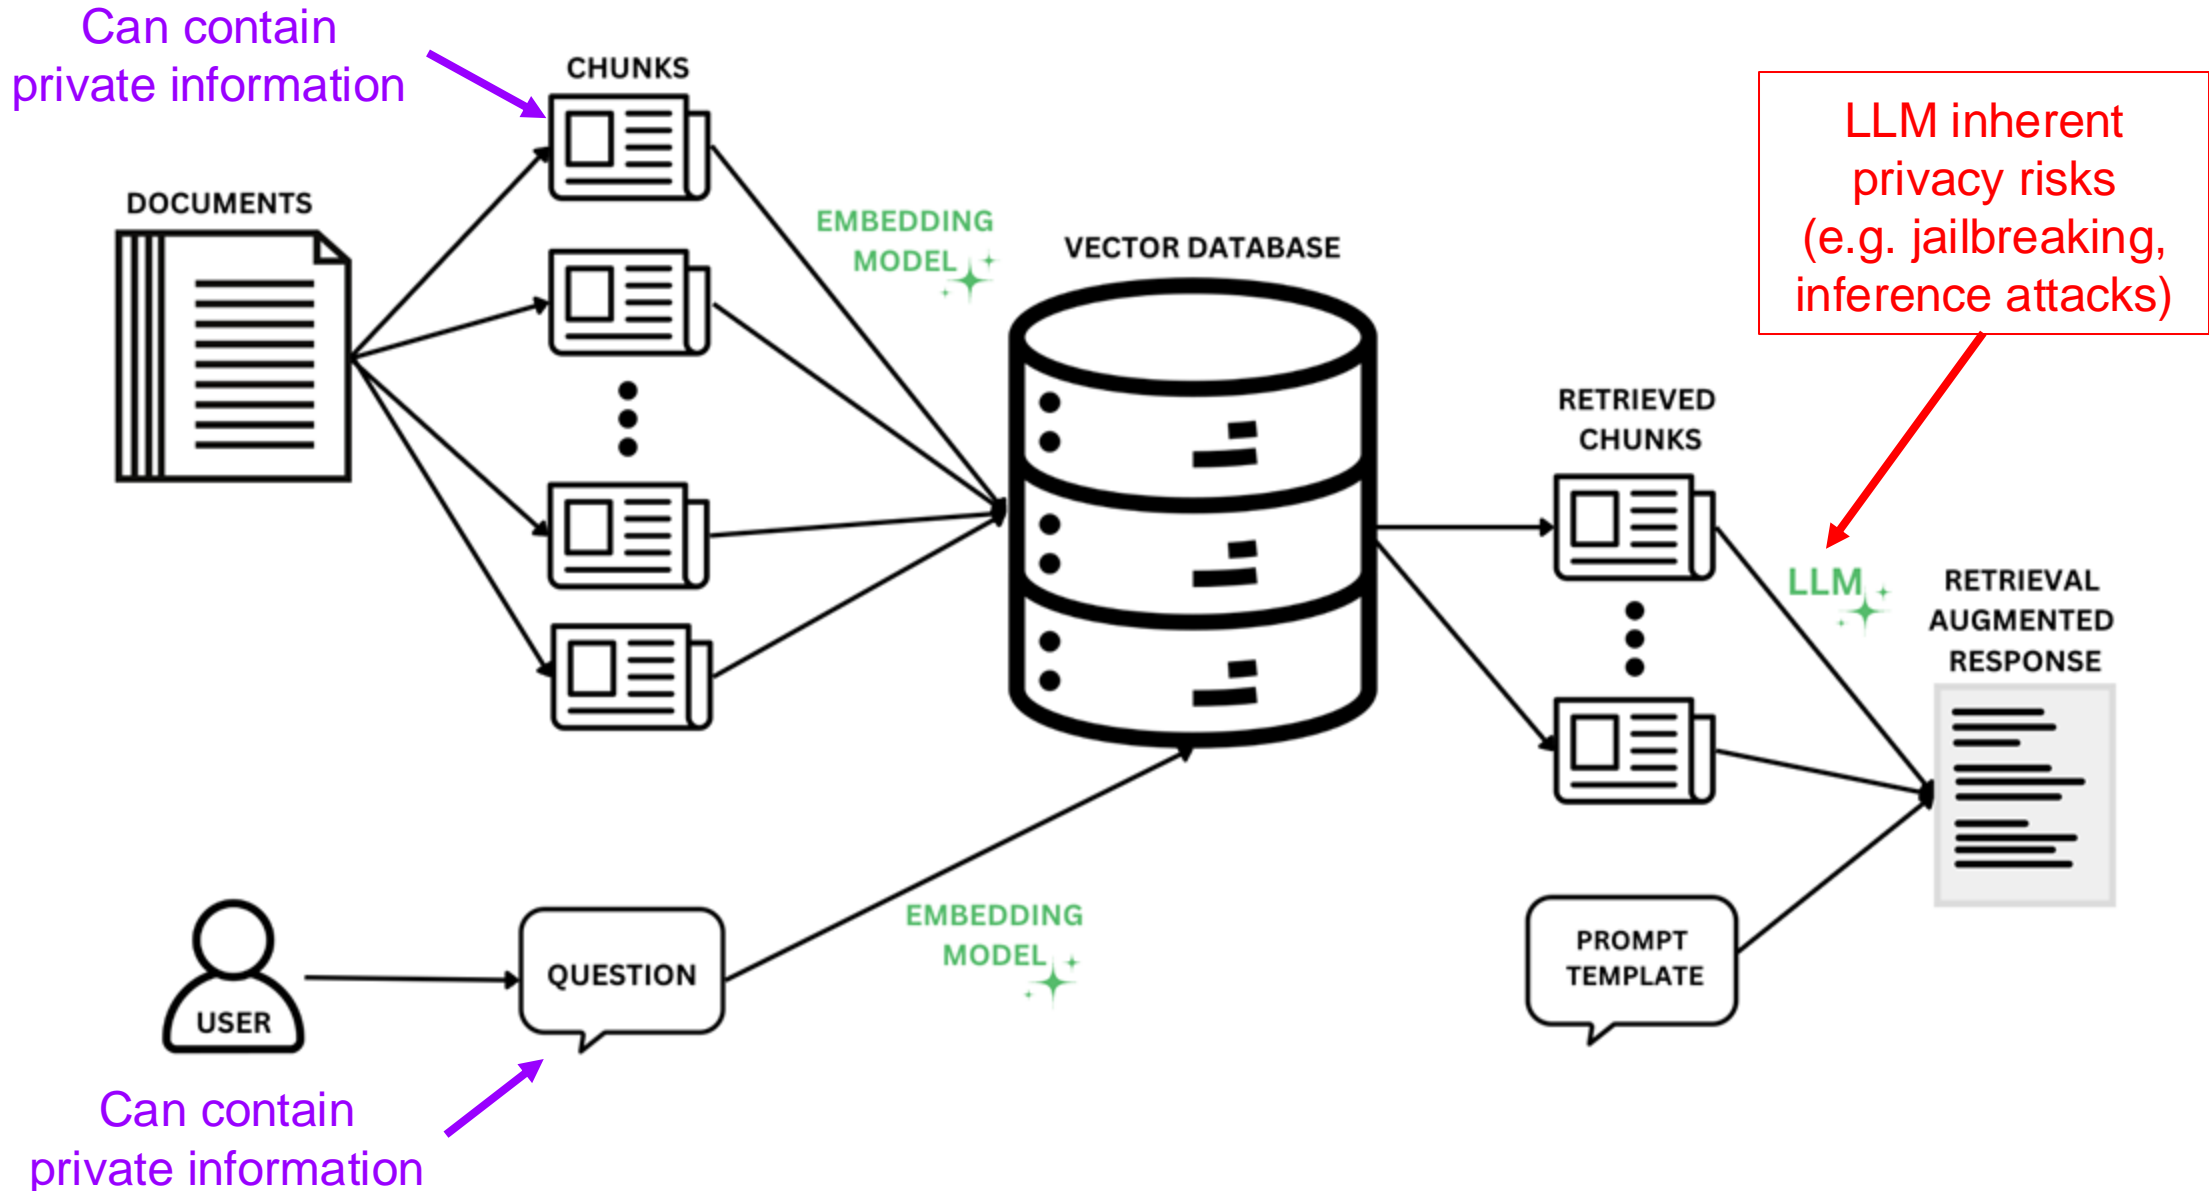 Can contain
private information
CHUNKS
DOCUMENTS
EMBEDDING
MODEL
VECTOR DATABASE
LLM inherent
privacy risks
(e.g. jailbreaking,
inference attacks)
RETRIEVED
CHUNKS
LLM
RETRIEVAL
AUGMENTED
RESPONSE
USER
QUESTION
EMBEDDING
MODEL
PROMPT
TEMPLATE
Can contain
private information